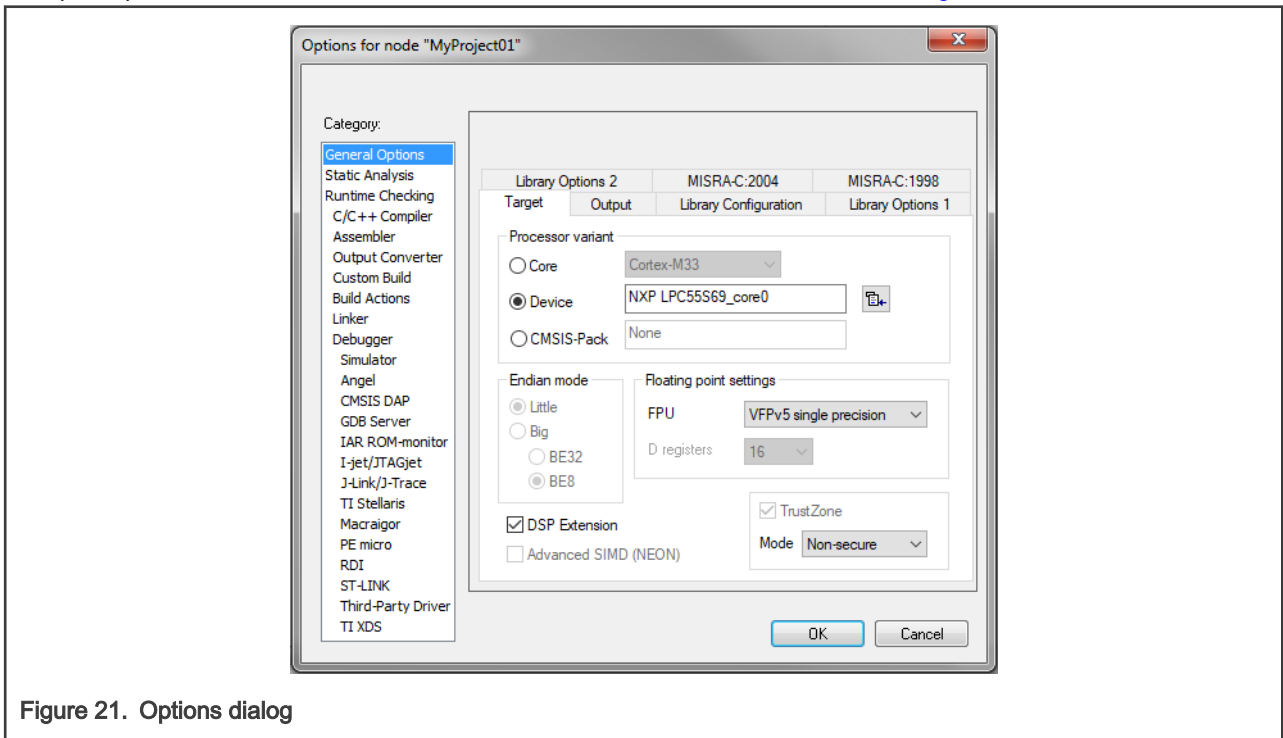 Options for node "MyProject01"
Category:
General Options
Static Analysis
Runtime Checking
C/C++ Compiler
Assembler
Output Converter
Custom Build
Build Actions
Linker
Debugger
Simulator
Angel
CMSIS DAP
GDB Server
IAR ROM-monitor
I-jet/JTAGjet
J-Link/J-Trace
TI Stellaris
Macraigor
PE micro
RDI
ST-LINK
Third-Party Driver
TI XDS
Library Options 2 MISRA-C:2004 MISRA-C:1998
Target Output Library Configuration Library Options 1
Processor variant
Core Cortex-M33
Device NXP LPC55S69_core0
CMSIS-Pack None
Endian mode
Little
Big
BE32
BE8
Floating point settings
FPU VFPv5 single precision
D registers 16
DSP Extension
Advanced SIMD (NEON)
TrustZone
Mode Non-secure
OK Cancel
Figure 21. Options dialog